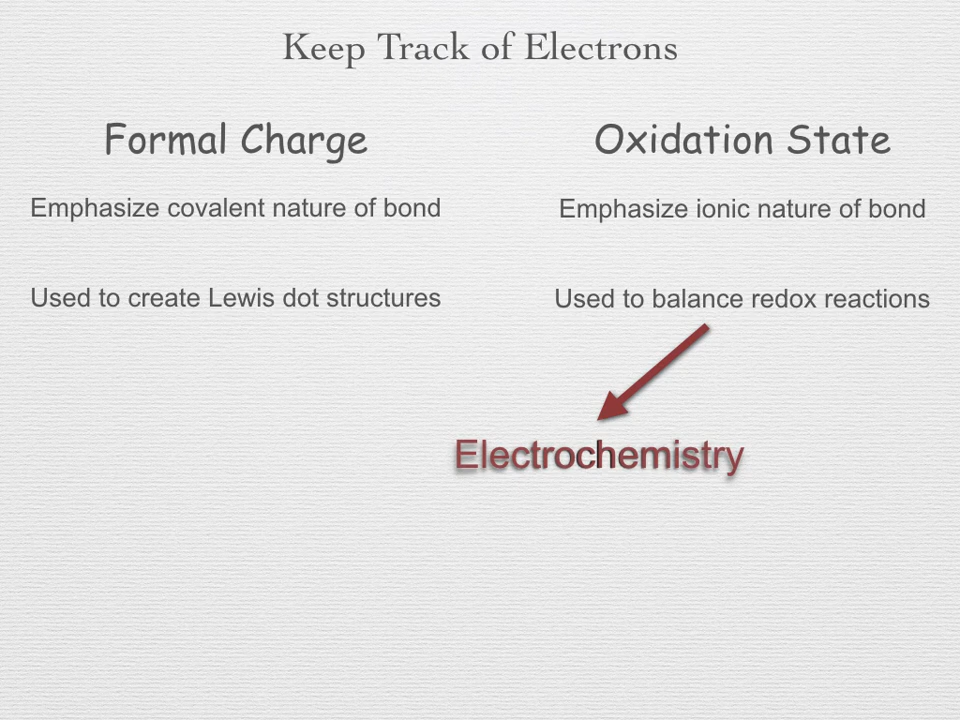 Keep Track of Electrons
Formal Charge
Oxidation State
Emphasize covalent nature of bond
Emphasize ionic nature of bond
Used to create Lewis dot structures
Used to balance redox reactions
Electrochemistry